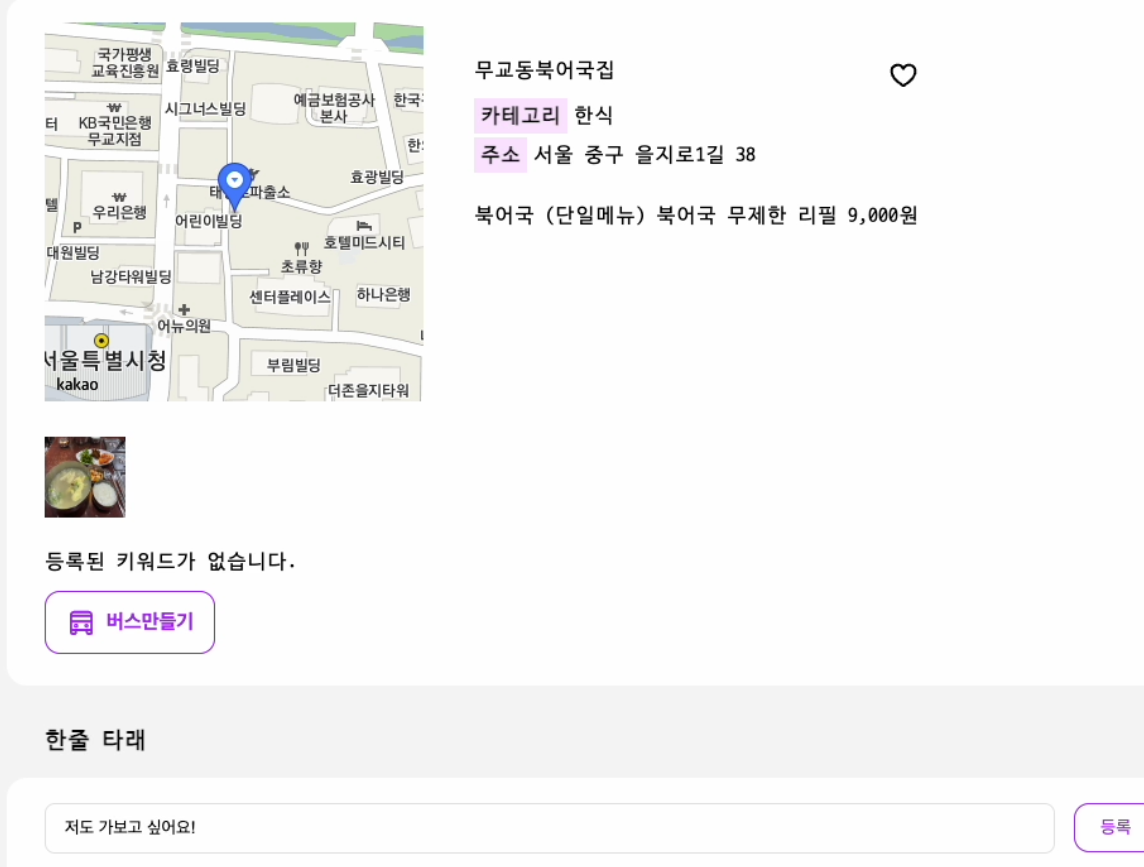 국가평생
교육진흥원
효령빌딩
시그너스빌딩
예금보험공사
본사
한국
터
KB국민은행
무교지점
한
효광빌딩
파출소
텔
우리은행
P
어린이빌딩
호텔미드시티
대원빌딩
초류향
남강타워빌딩
센터플레이스
하나은행
어뉴의원
서울특별시청
kakao
부림빌딩
더존을지타워
무교동북어국집
카테고리 한식
주소 서울 중구 을지로1길 38
북어국 (단일메뉴) 북어국 무제한 리필 9,000원
등록된 키워드가 없습니다.
버스만들기
한줄 타래
저도 가보고 싶어요!
등록